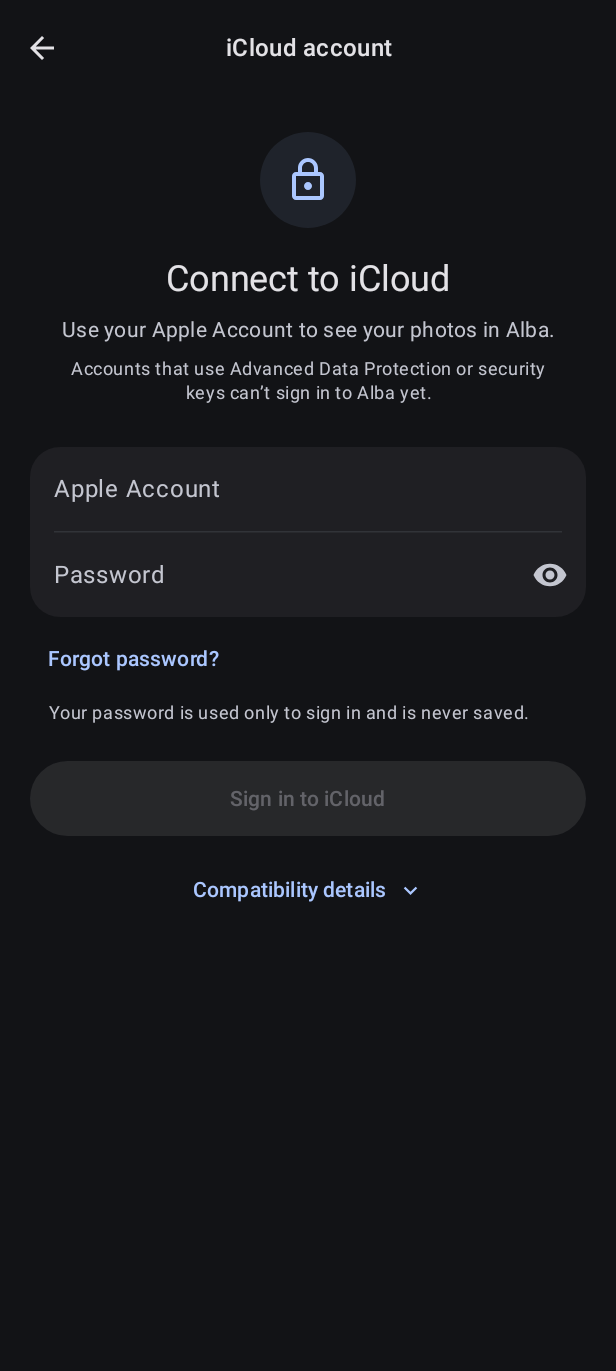 iCloud account
Connect to iCloud
Use your Apple Account to see your photos in Alba.
Accounts that use Advanced Data Protection or security
keys can’t sign in to Alba yet.
Apple Account
Password
Forgot password?
Your password is used only to sign in and is never saved.
Sign in to iCloud
Compatibility details